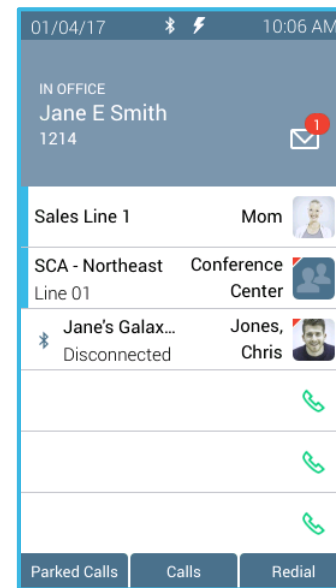 01/04/17 10:06 AM
IN OFFICE
Jane E Smith
1214
1
Sales Line 1 Mom
SCA - Northeast Conference
Line 01 Center
Jane's Galax... Jones,
Disconnected Chris
Parked Calls Calls Redial